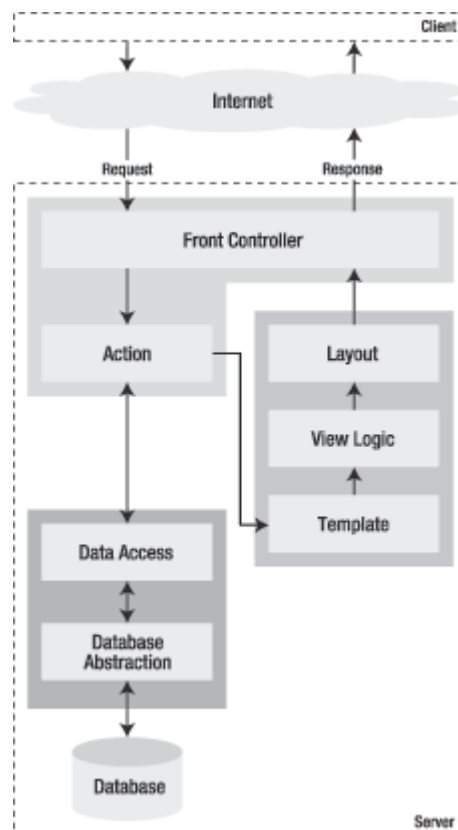 Client
Internet
Request
Response
Front Controller
Action
Layout
View Logic
Template
Data Access
Database
Abstraction
Database
Server